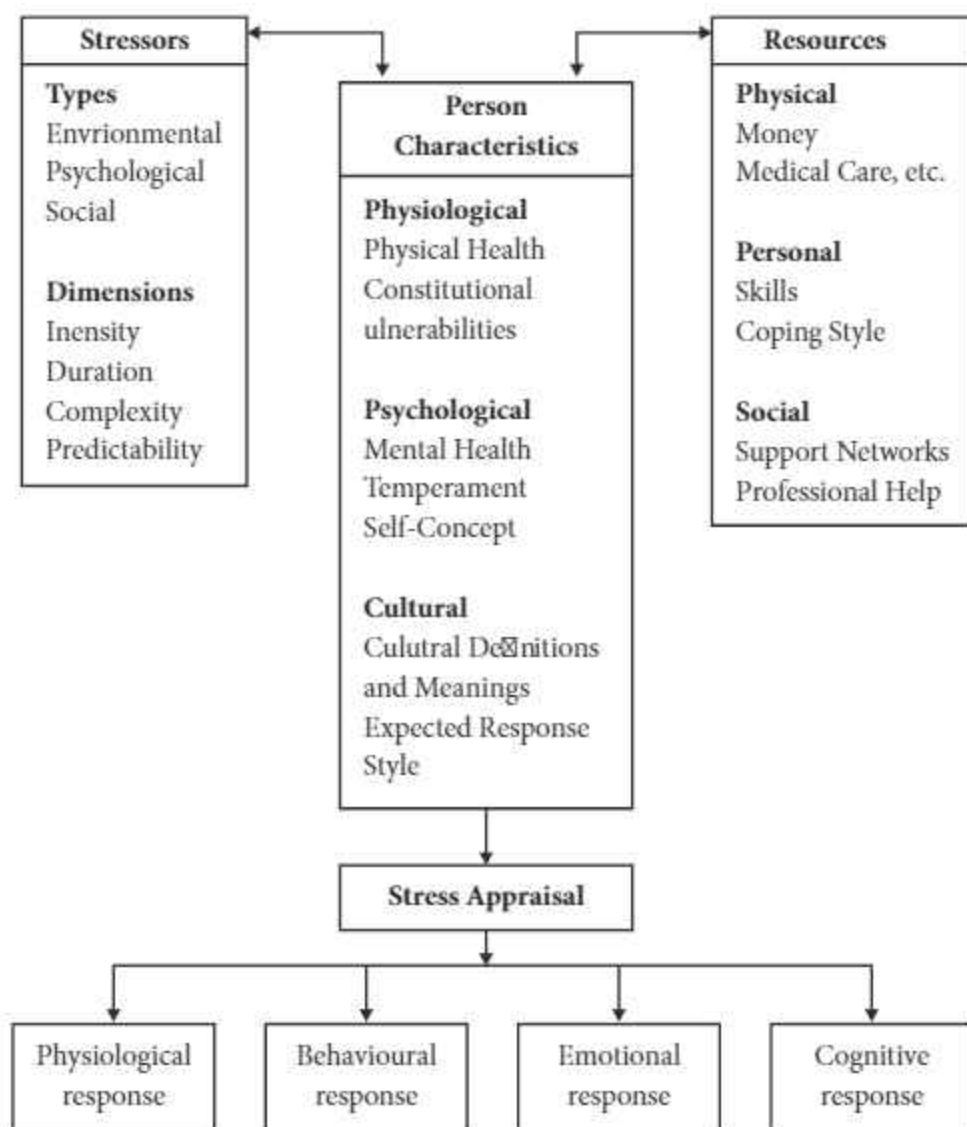 Stressors
Types
Envrionmental
Psychological
Social
Dimensions
Inensity
Duration
Complexity
Predictability
Person
Characteristics
Physiological
Physical Health
Constitutional
ulnerabilities
Psychological
Mental Health
Temperament
Self-Concept
Cultural
Culutral De☒nitions
and Meanings
Expected Response
Style
Resources
Physical
Money
Medical Care, etc.
Personal
Skills
Coping Style
Social
Support Networks
Professional Help
Stress Appraisal
Physiological
response
Behavioural
response
Emotional
response
Cognitive
response